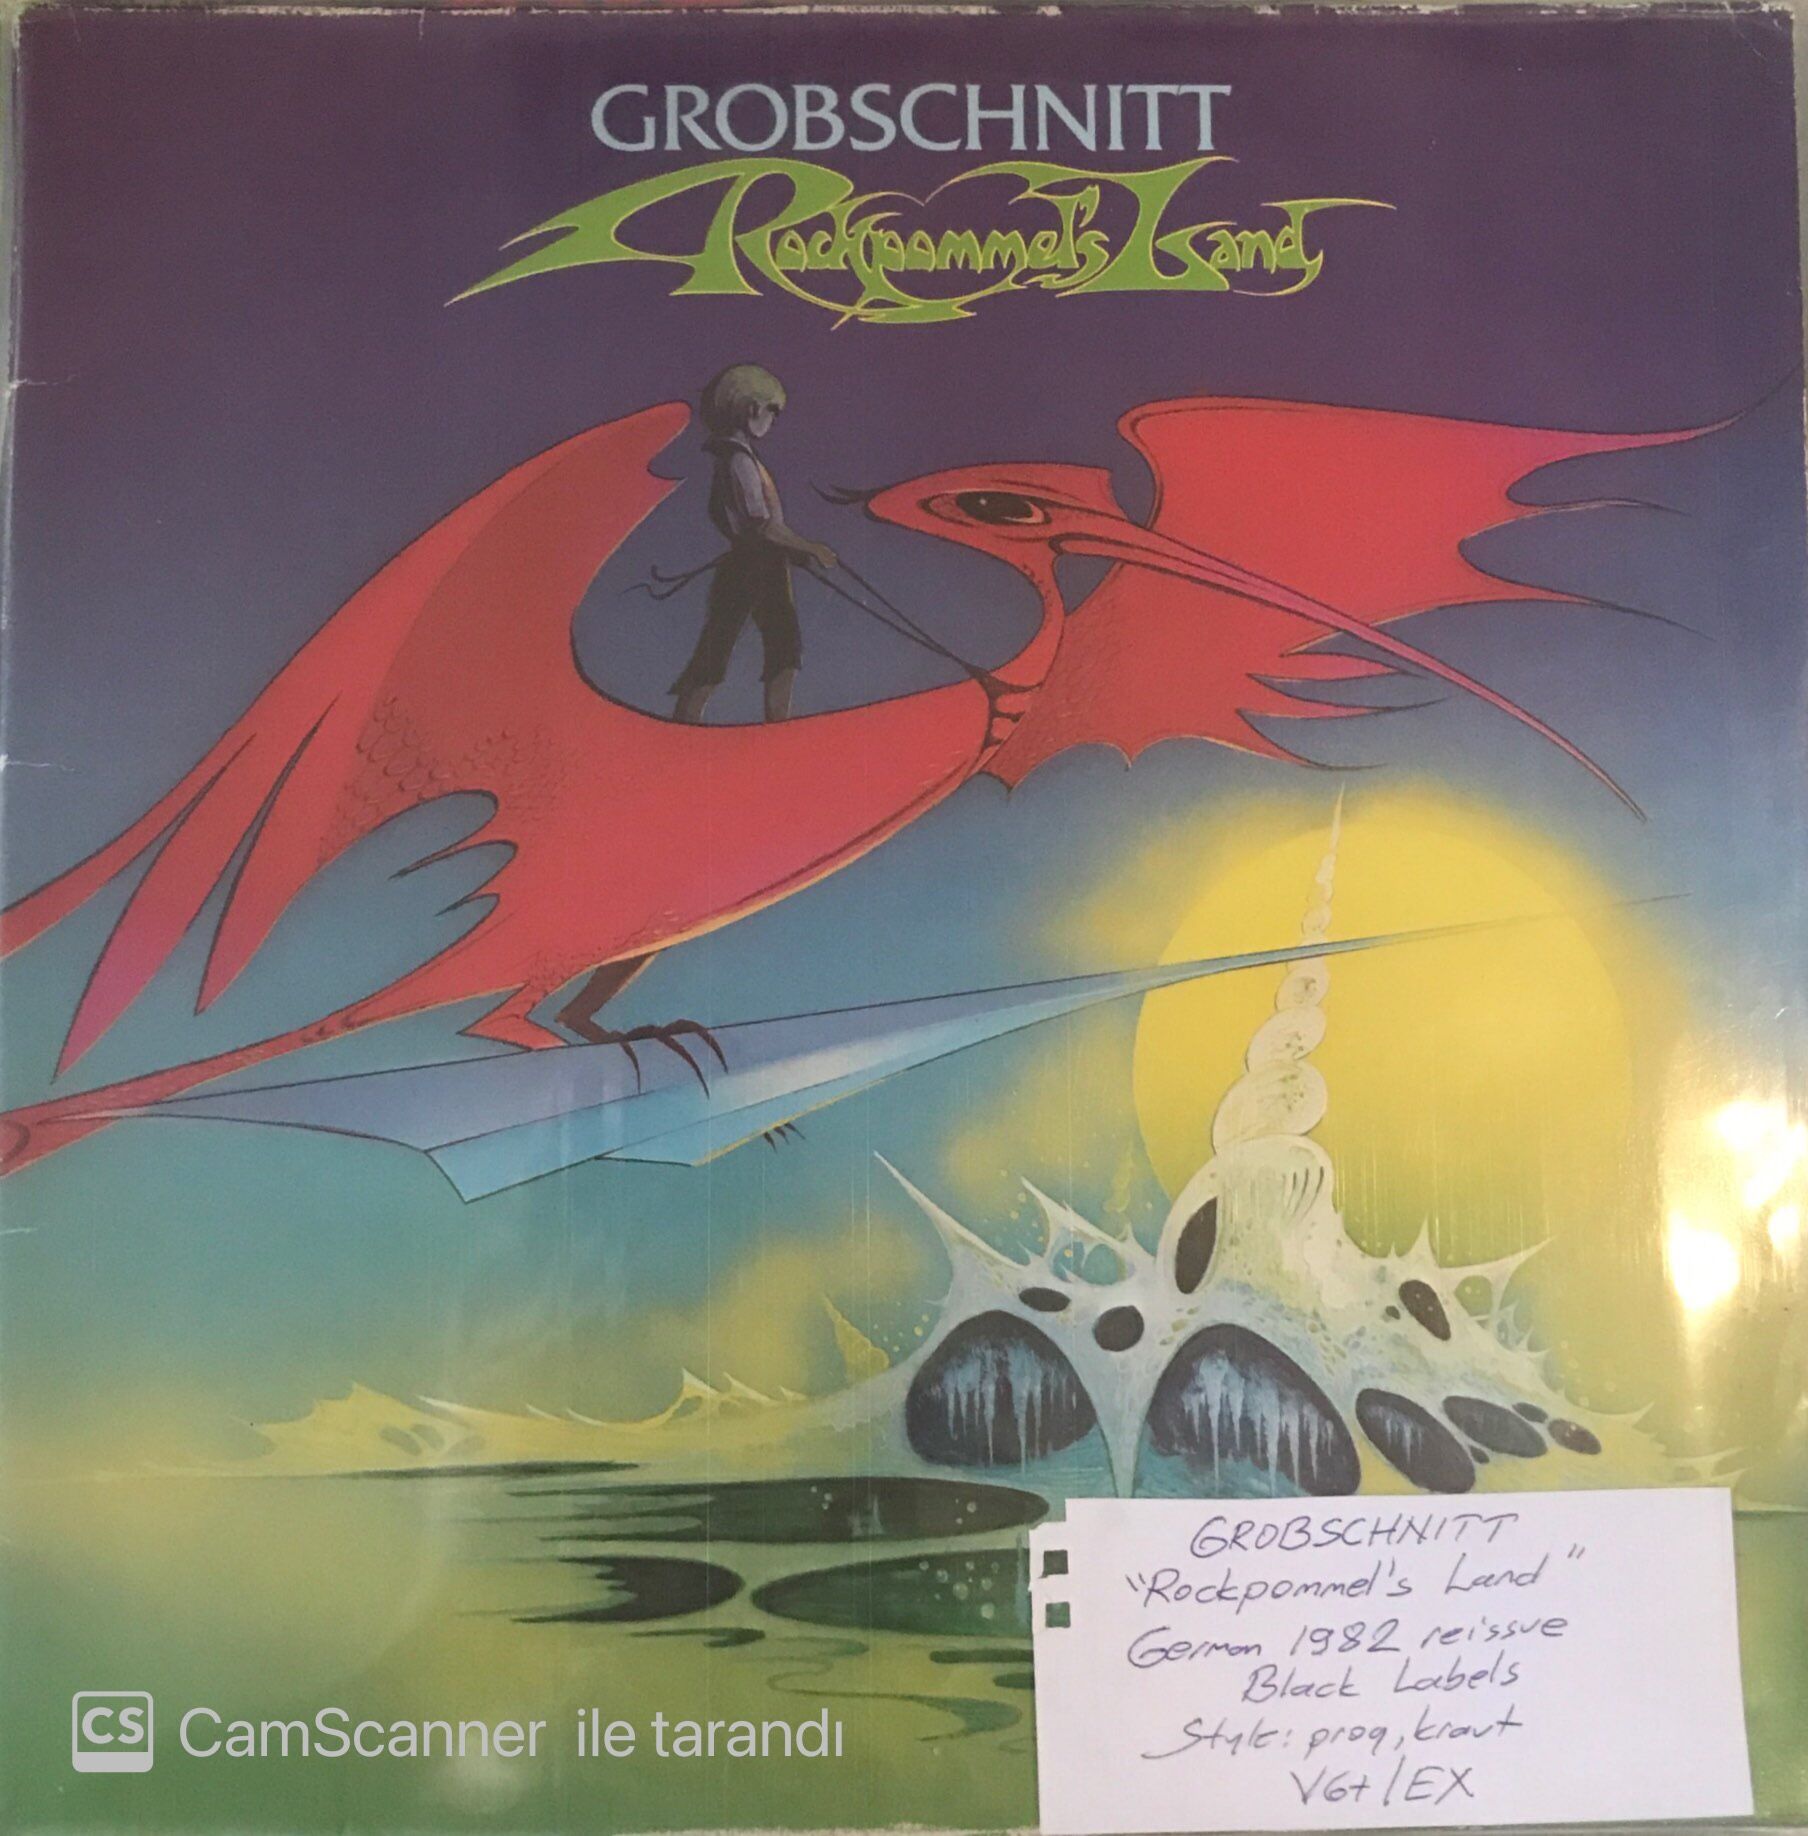 GROBSCHNITT
Rockpommel's Land
GROBSCHNITT
"Rockpommel's Land"
German 1982 reissue
Black Labels
Style: prog, kraut
VG+/EX
CS CamScanner ile tarandı